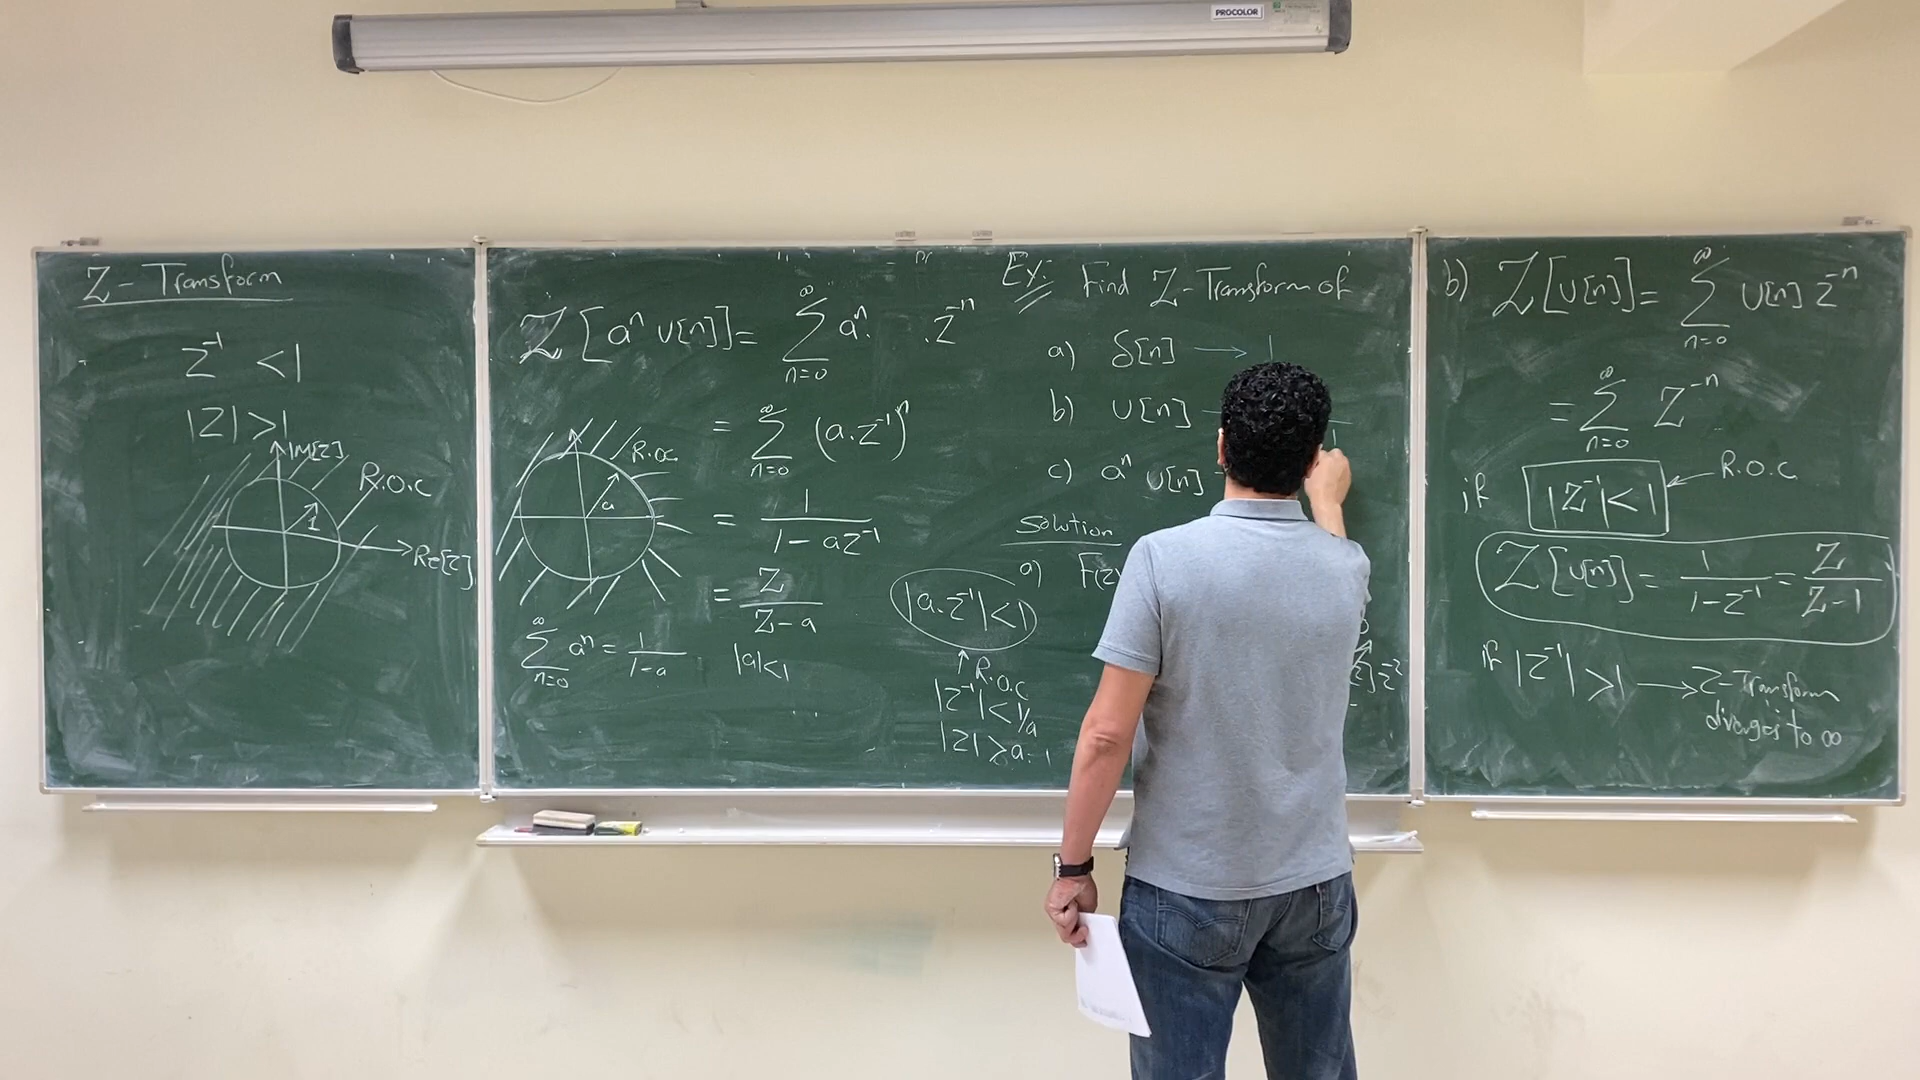 PROCOLOR
Z-Transform
z⁻¹ < 1
|Z| > 1
IM[z]
R.O.C
1
Re[z]
Z[aⁿ u[n]] = ∑_{n=0}^{∞} aⁿ . z⁻ⁿ
= ∑_{n=0}^{∞} (a.z⁻¹)ⁿ
R.O.C
a
= 1/(1-az⁻¹)
= Z/(Z-a)
∑_{n=0}^{∞} aⁿ = 1/(1-a) |a|<1
|a.z⁻¹| < 1
↑ R.O.C
|z⁻¹| < 1/a
Ex: Find Z-Transform of
a) δ[n] → 1
b) u[n]
c) aⁿ u[n]
Solution
a) F(z)
b) Z[u[n]] = ∑_{n=0}^{∞} u[n] z⁻ⁿ
= ∑_{n=0}^{∞} Z⁻ⁿ
if |z⁻¹| < 1 ← R.O.C
Z[u[n]] = 1/(1-z⁻¹) = Z/(Z-1)
if |z⁻¹| > 1 → Z-Transform
diverges to ∞